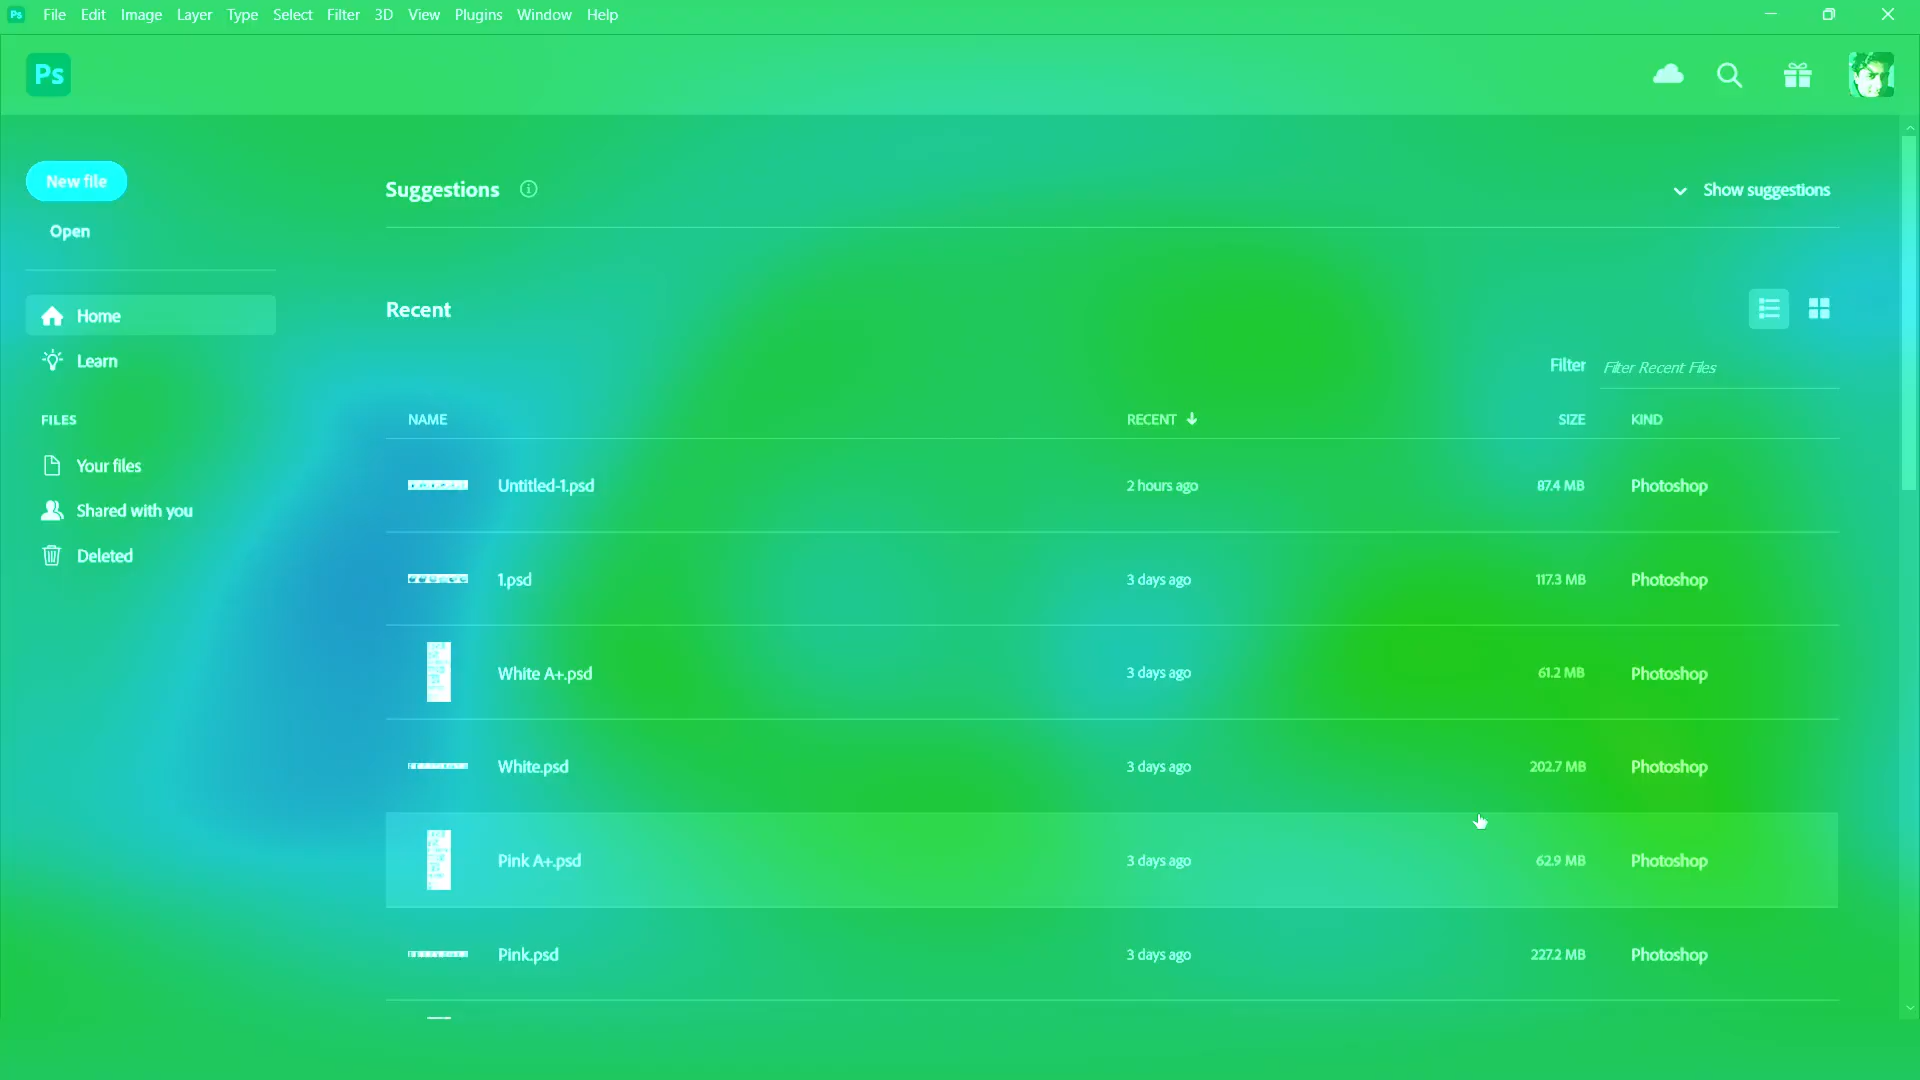 Ps File Edit Image Layer Type Select Filter 3D View Plugins Window Help
Ps
New file
Open
Home
Learn
FILES
Your files
Shared with you
Deleted
Suggestions
Show suggestions
Recent
Filter Filter Recent Files
NAME RECENT SIZE KIND
Untitled-1.psd 2 hours ago 87.4 MB Photoshop
1.psd 3 days ago 117.3 MB Photoshop
White A+.psd 3 days ago 61.2 MB Photoshop
White.psd 3 days ago 202.7 MB Photoshop
Pink A+.psd 3 days ago 62.9 MB Photoshop
Pink.psd 3 days ago 227.2 MB Photoshop